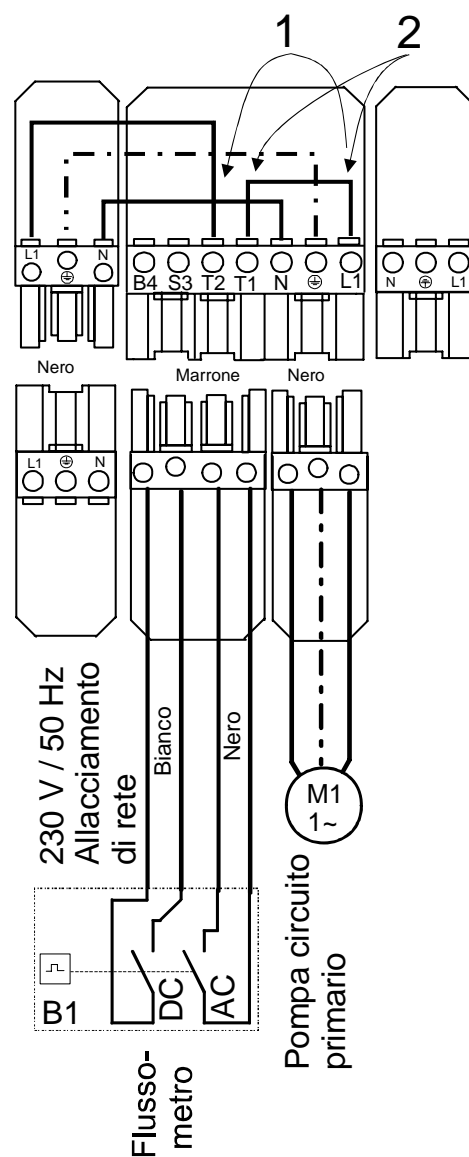 1 2
L1 N
B4 S3 T2 T1 N L1
N L1
Nero
Marrone
Nero
L1 N
230 V / 50 Hz
Allacciamento
di rete
Bianco
Nero
M1
1~
Pompa circuito
primario
B1
DC
AC
Flusso-
metro